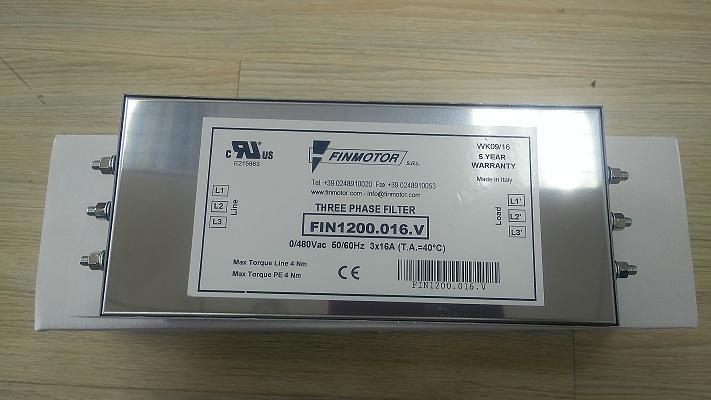 c RU US
E215863
FINMOTOR S.R.L.
WK09/16
5 YEAR
WARRANTY
Made in Italy
Tel. +39 0248910020 Fax +39 0248910053
www.finmotor.com - info@finmotor.com
L1
L2
L3
Line
THREE PHASE FILTER
FIN1200.016.V
0/480Vac 50/60Hz 3x16A (T.A.=40°C)
Load
L1'
L2'
L3'
Max Torque Line 4 Nm
Max Torque PE 4 Nm
CE
FIN1200.016.V